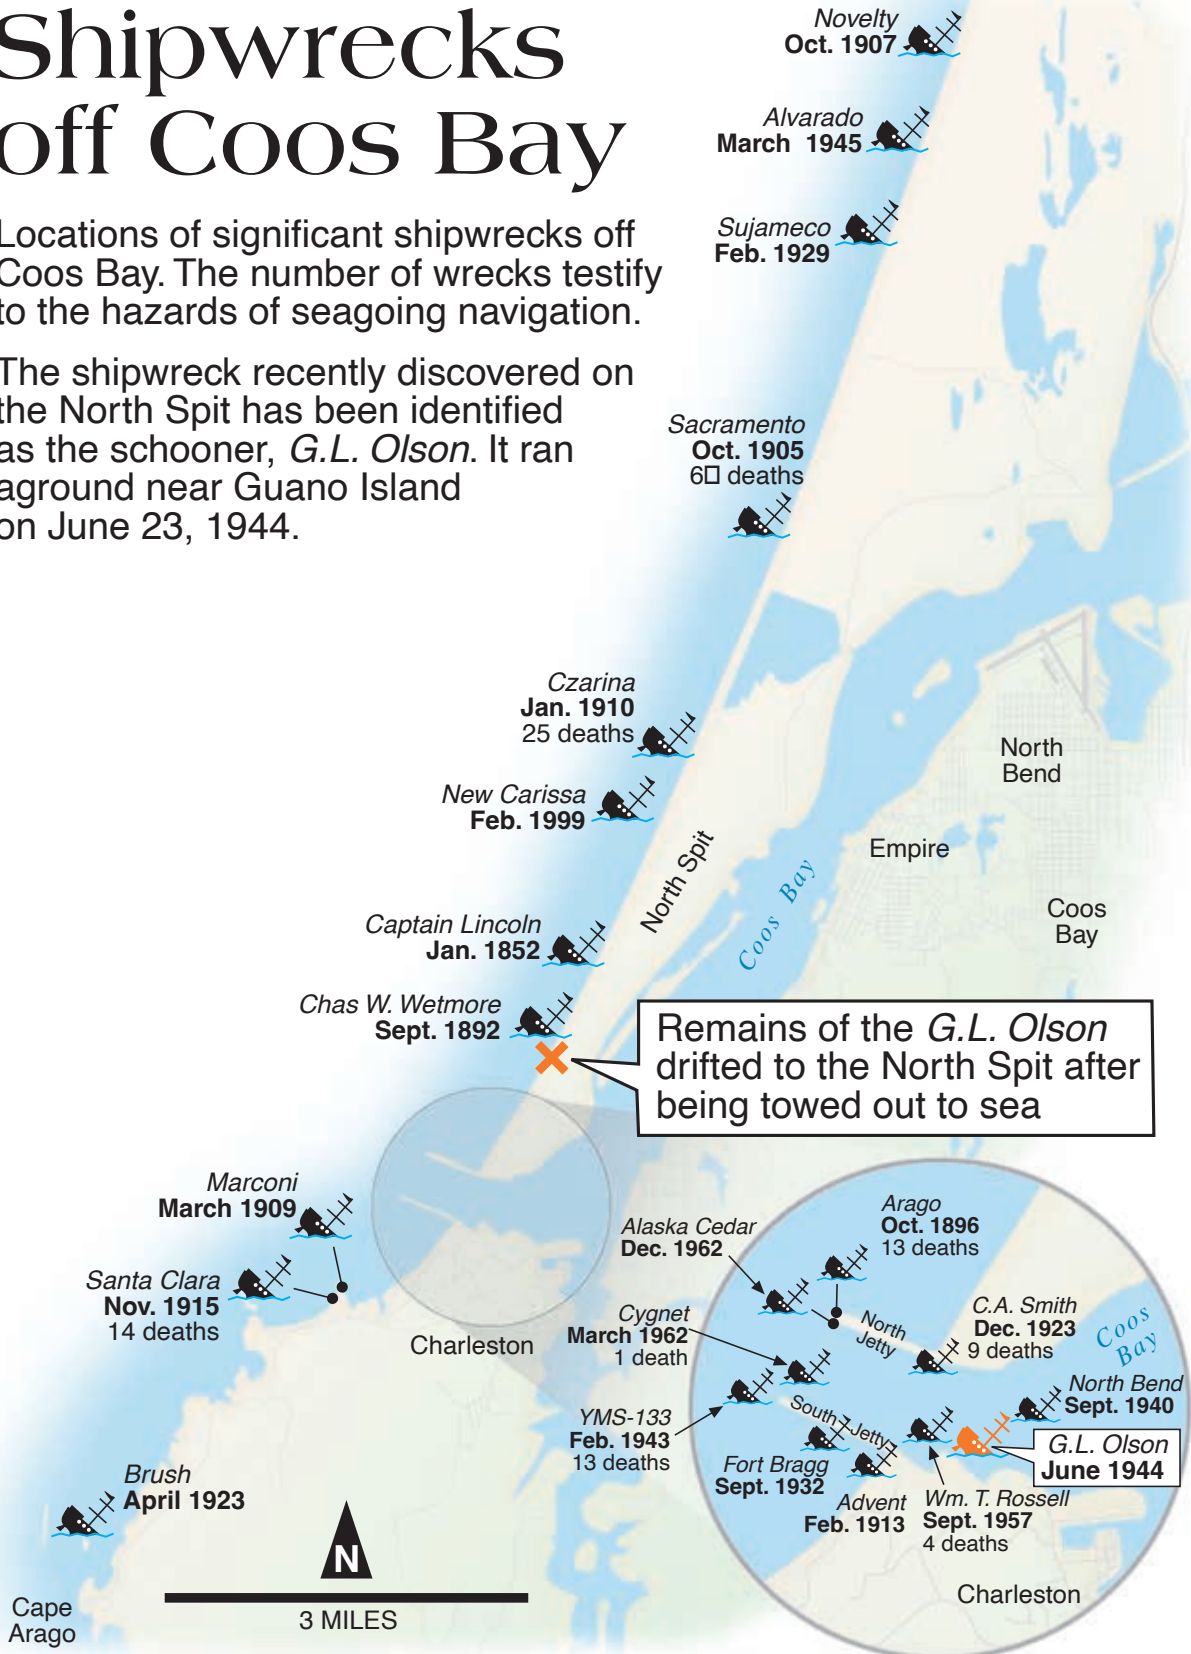 Shipwrecks
off Coos Bay
Locations of significant shipwrecks off
Coos Bay. The number of wrecks testify
to the hazards of seagoing navigation.
The shipwreck recently discovered on
the North Spit has been identified
as the schooner, G.L. Olson. It ran
aground near Guano Island
on June 23, 1944.
Novelty
Oct. 1907
Alvarado
March 1945
Sujameco
Feb. 1929
Sacramento
Oct. 1905
6□ deaths
Czarina
Jan. 1910
25 deaths
New Carissa
Feb. 1999
Captain Lincoln
Jan. 1852
Chas W. Wetmore
Sept. 1892
North Spit
Coos Bay
North
Bend
Empire
Coos
Bay
Remains of the G.L. Olson
drifted to the North Spit after
being towed out to sea
Marconi
March 1909
Santa Clara
Nov. 1915
14 deaths
Charleston
Brush
April 1923
Cape
Arago
N
3 MILES
Arago
Oct. 1896
13 deaths
Alaska Cedar
Dec. 1962
Cygnet
March 1962
1 death
YMS-133
Feb. 1943
13 deaths
North
Jetty
C.A. Smith
Dec. 1923
9 deaths
Coos
Bay
North Bend
Sept. 1940
South Jetty
G.L. Olson
June 1944
Fort Bragg
Sept. 1932
Advent
Feb. 1913
Wm. T. Rossell
Sept. 1957
4 deaths
Charleston